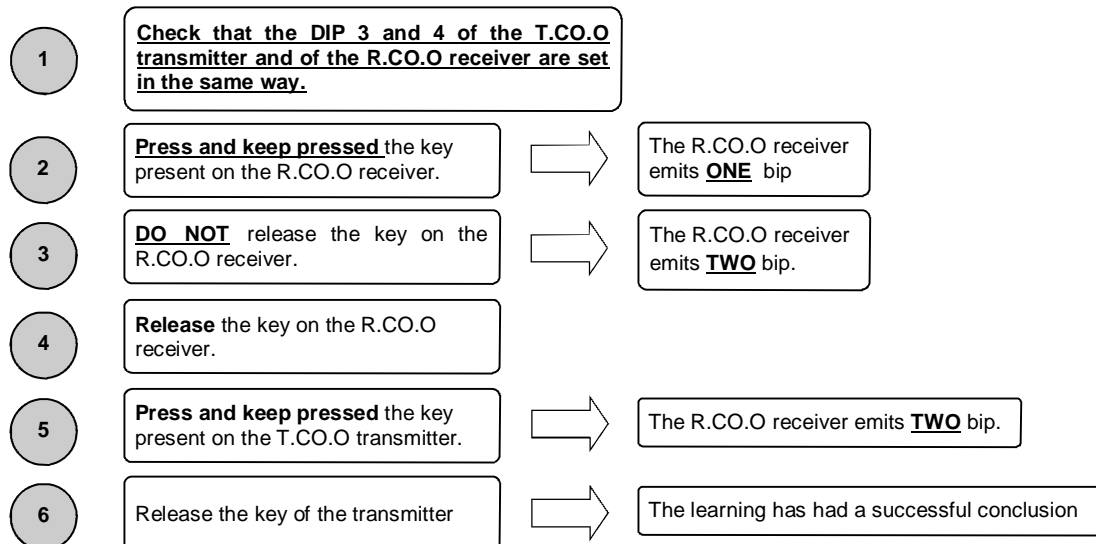 1
Check that the DIP 3 and 4 of the T.CO.O
transmitter and of the R.CO.O receiver are set
in the same way.
2
Press and keep pressed the key
present on the R.CO.O receiver.
The R.CO.O receiver
emits ONE bip
3
DO NOT release the key on the
R.CO.O receiver.
The R.CO.O receiver
emits TWO bip.
4
Release the key on the R.CO.O
receiver.
5
Press and keep pressed the key
present on the T.CO.O transmitter.
The R.CO.O receiver emits TWO bip.
6
Release the key of the transmitter
The learning has had a successful conclusion